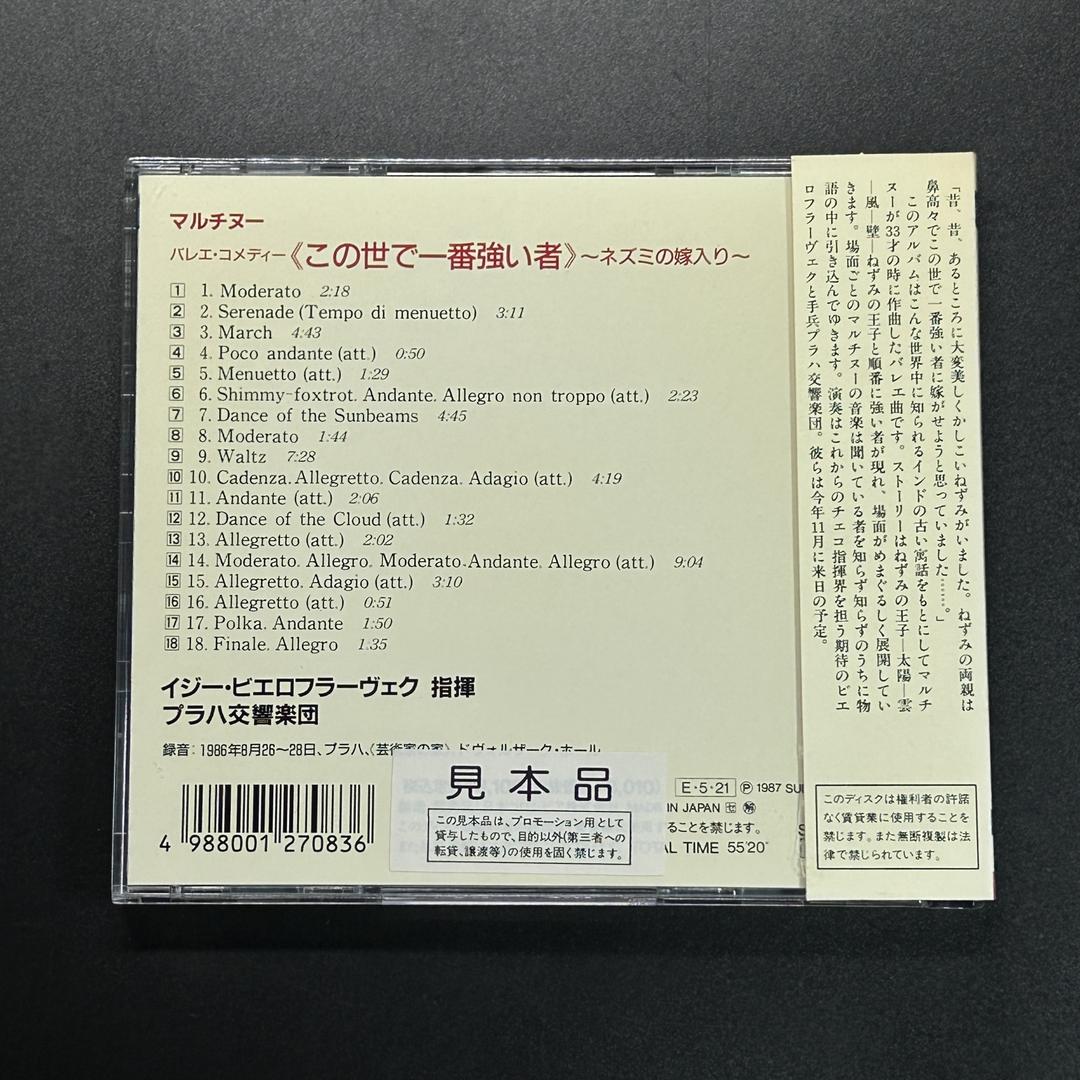 マルチヌー
バレエ・コメディー《この世で一番強い者》〜ネズミの嫁入り〜
1 1. Moderato 2:18
2 2. Serenade (Tempo di menuetto) 3:11
3 3. March 4:43
4 4. Poco andante (att.) 0:50
5 5. Menuetto (att.) 1:29
6 6. Shimmy-foxtrot. Andante. Allegro non troppo (att.) 2:23
7 7. Dance of the Sunbeams 4:45
8 8. Moderato 1:44
9 9. Waltz 7:28
10 10. Cadenza. Allegretto. Cadenza. Adagio (att.) 4:19
11 11. Andante (att.) 2:06
12 12. Dance of the Cloud (att.) 1:32
13 13. Allegretto (att.) 2:02
14 14. Moderato. Allegro. Moderato. Andante. Allegro (att.) 9:04
15 15. Allegretto. Adagio (att.) 3:10
16 16. Allegretto (att.) 0:51
17 17. Polka. Andante 1:50
18 18. Finale. Allegro 1:35
イジー・ビエロフラーヴェク 指揮
プラハ交響楽団
録音：1986年8月26〜28日、プラハ、〈芸術家の家〉ドヴォルザーク・ホール
見本品
この見本品は、プロモーション用として
貸与したもので、目的以外(第三者への
転貸、譲渡等)の使用を固く禁じます。
E・5・21 ℗ 1987 SU
IN JAPAN
ることを禁じます。
AL TIME 55'20"
4 988001 270836
「昔、昔、あるところに大変美しくかしこいねずみがいました。ねずみの両親は
鼻高々でこの世で一番強い者に嫁がせようと思っていました……。」
このアルバムはこんな世界中に知られるインドの古い寓話をもとにしてマルチ
ヌーが33才の時に作曲したバレエ曲です。ストーリーはねずみの王子―太陽―雲
―風―壁―ねずみの王子と順番に強い者が現れ、場面がめまぐるしく展開してい
きます。場面ごとのマルチヌーの音楽は聞いている者を知らず知らずのうちに物
語の中に引き込んでゆきます。演奏はこれからのチェコ指揮界を担う期待のビエ
ロフラーヴェクと手兵プラハ交響楽団。彼らは今年11月に来日の予定。
このディスクは権利者の許諾
なく賃貸業に使用することを
禁じます。また無断複製は法
律で禁じられています。